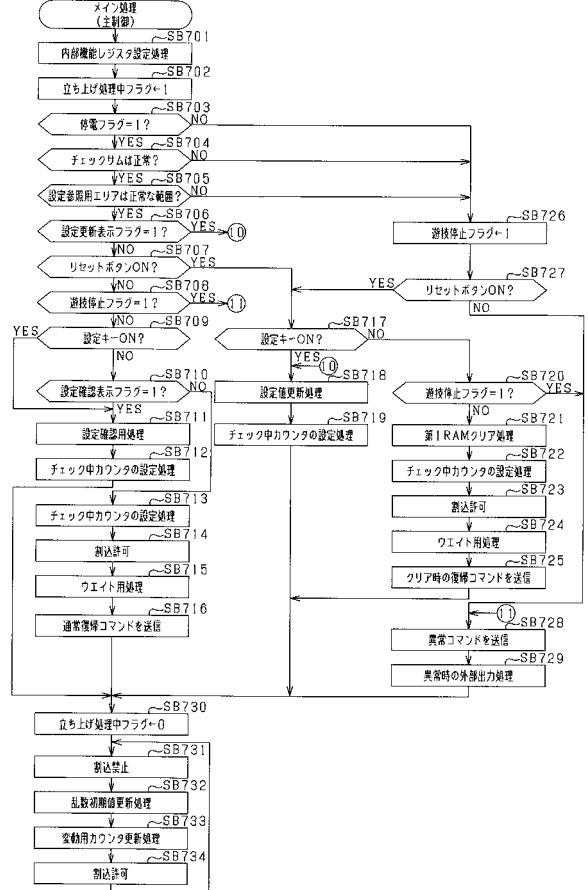 メイン処理
(主制御)
SB701
内部機能レジスタ設定処理
SB702
立ち上げ処理中フラグ←1
SB703
停電フラグ=1?
NO
YES
SB704
チェックサムは正常?
NO
YES
SB705
設定参照用エリアは正常な範囲?
NO
YES
SB706
設定更新表示フラグ=1?
YES
10
NO
SB707
リセットボタンON?
YES
NO
SB708
遊技停止フラグ=1?
YES
11
NO
SB709
YES
設定キーON?
NO
SB710
設定確認表示フラグ=1?
NO
YES
SB711
設定確認用処理
SB712
チェック中カウンタの設定処理
SB713
チェック中カウンタの設定処理
SB714
割込許可
SB715
ウエイト用処理
SB716
通常復帰コマンドを送信
SB717
設定キーON?
NO
YES
10
SB718
設定値更新処理
SB719
チェック中カウンタの設定処理
SB726
遊技停止フラグ←1
SB727
YES
リセットボタンON?
NO
SB720
遊技停止フラグ=1?
YES
NO
SB721
第1RAMクリア処理
SB722
チェック中カウンタの設定処理
SB723
割込許可
SB724
ウエイト用処理
SB725
クリア時の復帰コマンドを送信
11
SB728
異常コマンドを送信
SB729
異常時の外部出力処理
SB730
立ち上げ処理中フラグ←0
SB731
割込禁止
SB732
乱数初期値更新処理
SB733
変動用カウンタ更新処理
SB734
割込許可